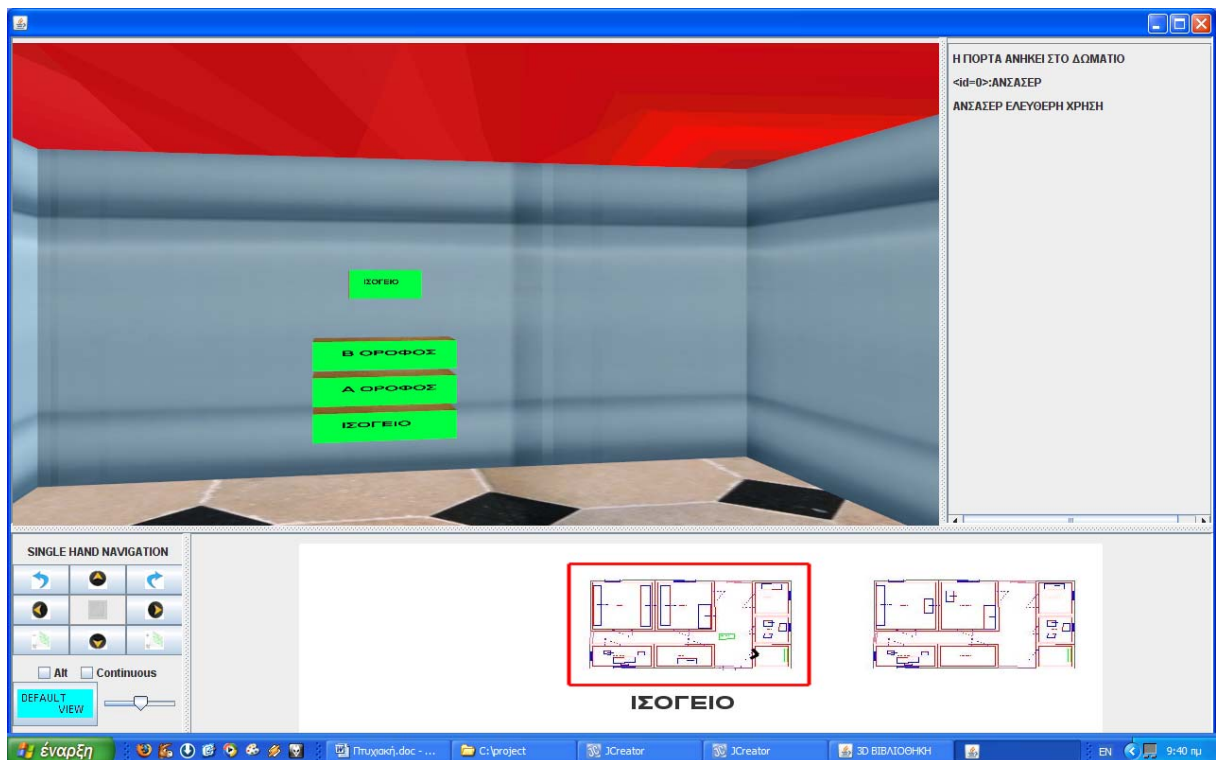 Η ΠΟΡΤΑ ΑΝΗΚΕΙ ΣΤΟ ΔΩΜΑΤΙΟ
<id=0>:ΑΝΣΑΣΕΡ
ΑΝΣΑΣΕΡ ΕΛΕΥΘΕΡΗ ΧΡΗΣΗ
ΙΣΟΓΕΙΟ
Β ΟΡΟΦΟΣ
Α ΟΡΟΦΟΣ
ΙΣΟΓΕΙΟ
SINGLE HAND NAVIGATION
Alt Continuous
DEFAULT
VIEW
ΙΣΟΓΕΙΟ
έναρξη Πτυχιακή.doc - ... C:\project JCreator JCreator 3D ΒΙΒΛΙΟΘΗΚΗ EN 9:40 πμ